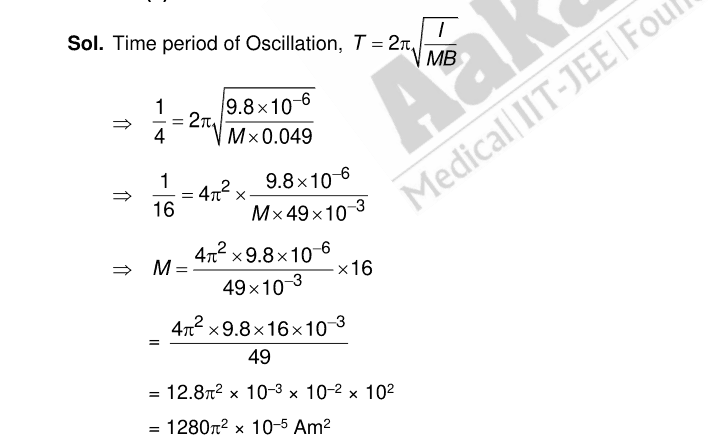 Sol. Time period of Oscillation, T = 2π√(I/MB)
⇒ 1/4 = 2π√(9.8×10⁻⁶/M×0.049)
⇒ 1/16 = 4π² × 9.8×10⁻⁶/M×49×10⁻³
⇒ M = 4π²×9.8×10⁻⁶/49×10⁻³ ×16
= 4π²×9.8×16×10⁻³/49
= 12.8π² × 10⁻³ × 10⁻² × 10²
= 1280π² × 10⁻⁵ Am²
Medical|IIT-JEE|Foun